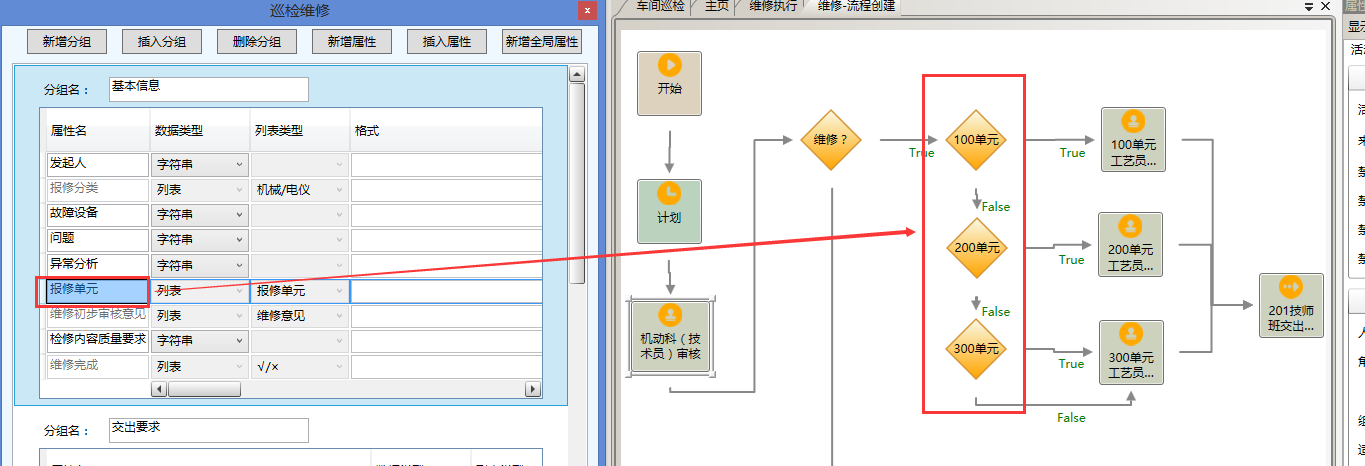 巡检维修
新增分组 插入分组 删除分组 新增属性 插入属性 新增全局属性
分组名： 基本信息
属性名 数据类型 列表类型 格式
发起人 字符串
报修分类 列表 机械/电仪
故障设备 字符串
问题 字符串
异常分析 字符串
报修单元 列表 报修单元
维修初步审核意见 列表 维修意见
检修内容质量要求 字符串
维修完成 列表 √/×
分组名： 交出要求
车间巡检 主页 维修执行 维修-流程创建
开始
计划
机动科（技
术员）审核
维修？
True
100单元
True
100单元
工艺员...
False
200单元
True
200单元
工艺员...
False
300单元
True
300单元
工艺员...
False
201技师
班交出...
显示